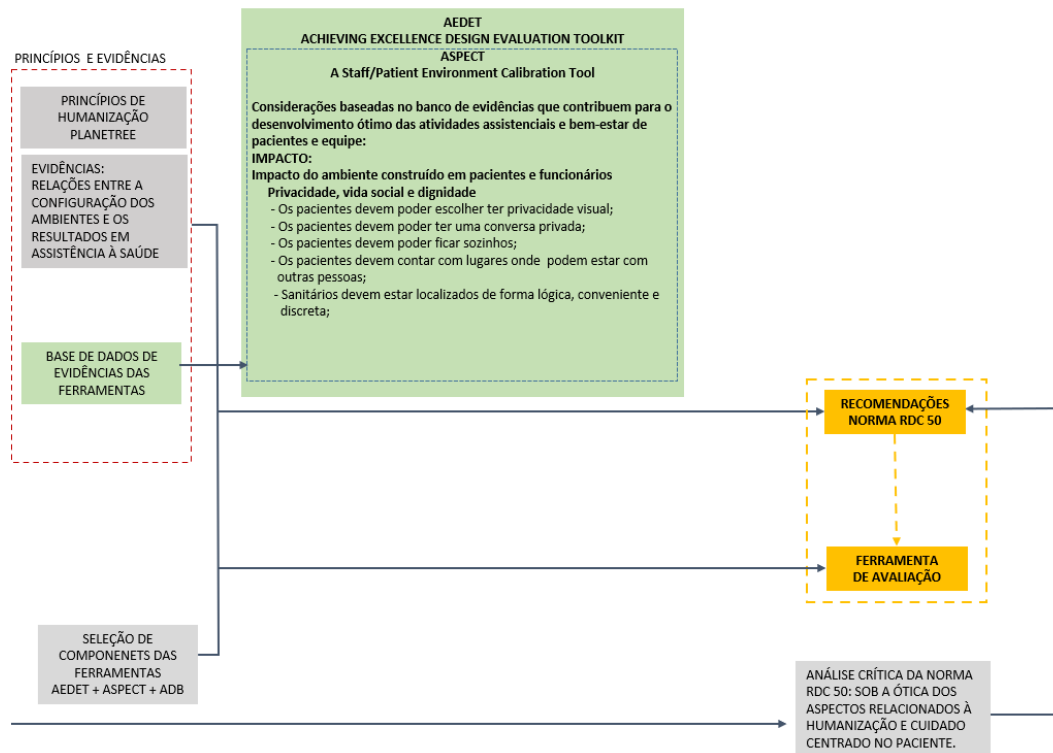 PRINCÍPIOS E EVIDÊNCIAS
PRINCÍPIOS DE
HUMANIZAÇÃO
PLANETREE
EVIDÊNCIAS:
RELAÇÕES ENTRE A
CONFIGURAÇÃO DOS
AMBIENTES E OS
RESULTADOS EM
ASSISTÊNCIA À SAÚDE
BASE DE DADOS DE
EVIDÊNCIAS DAS
FERRAMENTAS
AEDET
ACHIEVING EXCELLENCE DESIGN EVALUATION TOOLKIT
ASPECT
A Staff/Patient Environment Calibration Tool
Considerações baseadas no banco de evidências que contribuem para o
desenvolvimento ótimo das atividades assistenciais e bem-estar de
pacientes e equipe:
IMPACTO:
Impacto do ambiente construído em pacientes e funcionários
Privacidade, vida social e dignidade
- Os pacientes devem poder escolher ter privacidade visual;
- Os pacientes devem poder ter uma conversa privada;
- Os pacientes devem poder ficar sozinhos;
- Os pacientes devem contar com lugares onde podem estar com
outras pessoas;
- Sanitários devem estar localizados de forma lógica, conveniente e
discreta;
RECOMENDAÇÕES
NORMA RDC 50
FERRAMENTA
DE AVALIAÇÃO
SELEÇÃO DE
COMPONENETS DAS
FERRAMENTAS
AEDET + ASPECT + ADB
ANÁLISE CRÍTICA DA NORMA
RDC 50: SOB A ÓTICA DOS
ASPECTOS RELACIONADOS À
HUMANIZAÇÃO E CUIDADO
CENTRADO NO PACIENTE.